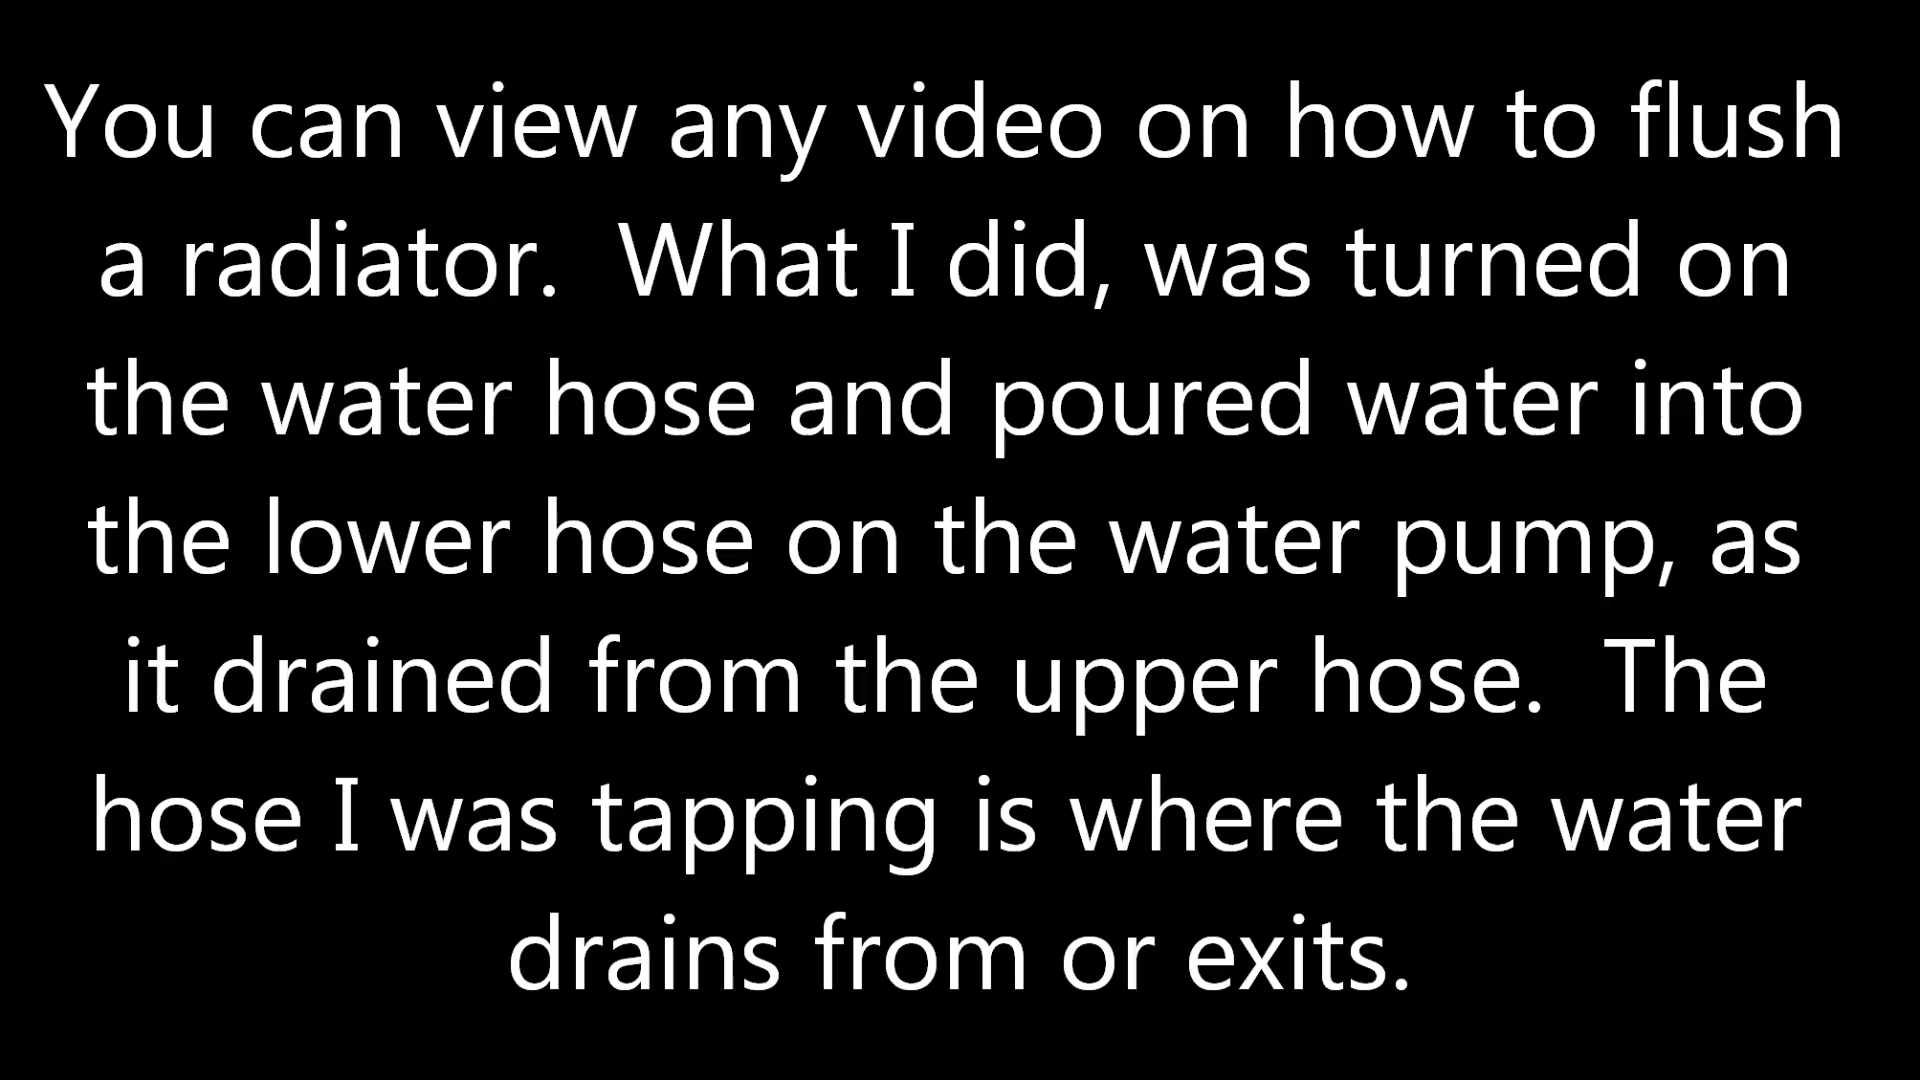 You can view any video on how to flush
a radiator.  What I did, was turned on
the water hose and poured water into
the lower hose on the water pump, as
it drained from the upper hose.  The
hose I was tapping is where the water
drains from or exits.